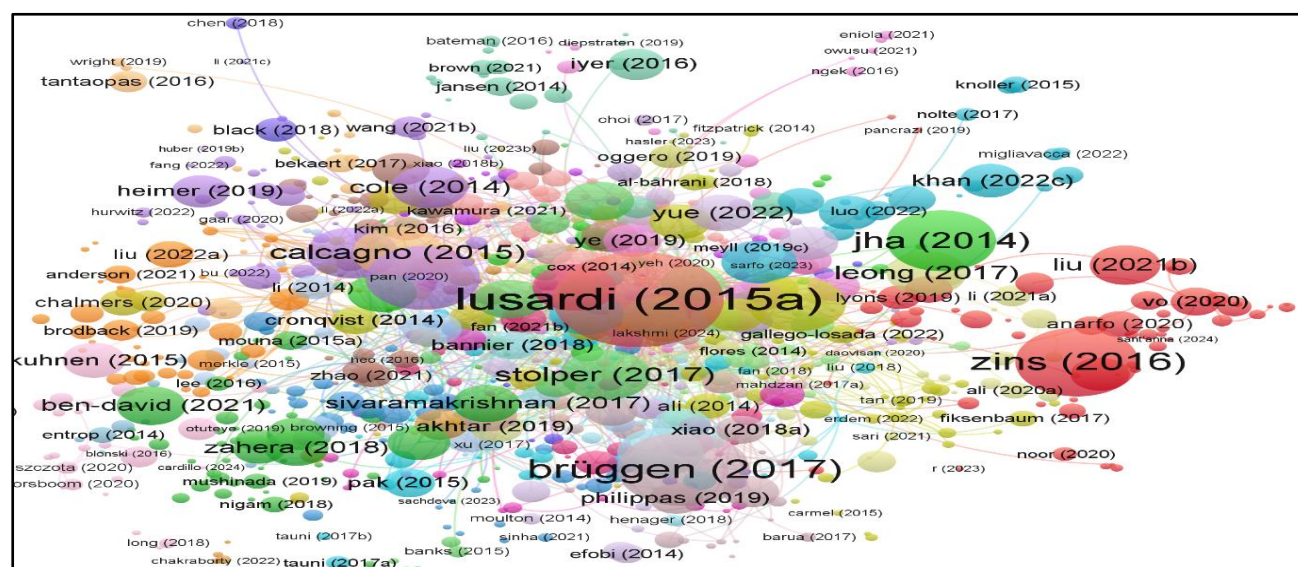 chen (2018)
bateman (2016)
diepstraten (2019)
eniola (2021)
wright (2019)
li (2021c)
brown (2021)
iyer (2016)
owusu (2021)
tantaopas (2016)
jansen (2014)
ngek (2016)
knoller (2015)
choi (2017)
nolte (2017)
black (2018)
wang (2021b)
fitzpatrick (2014)
pancrazi (2019)
huber (2019b)
liu (2023b)
hasler (2023)
fang (2022)
bekaert (2017)
xiao (2018b)
oggero (2019)
migliavacca (2022)
heimer (2019)
cole (2014)
al-bahrani (2018)
khan (2022c)
hurwitz (2022)
li (2022a)
kawamura (2021)
yue (2022)
luo (2022)
gaar (2020)
kim (2016)
ye (2019)
jha (2014)
liu (2022a)
calcagno (2015)
meyll (2019c)
anderson (2021)
bu (2022)
pan (2020)
cox (2014)
yeh (2020)
sarfo (2023)
leong (2017)
liu (2021b)
li (2014)
lusardi (2015a)
lyons (2019)
li (2021a)
chalmers (2020)
vo (2020)
cronqvist (2014)
fan (2021b)
brodback (2019)
mouna (2015a)
bannier (2018)
lakshmi (2024)
gallego-losada (2022)
anarfo (2020)
sant'anna (2024)
kuhnen (2015)
merkle (2015)
neo (2016)
flores (2014)
daovisan (2020)
zins (2016)
lee (2016)
zhao (2021)
stolper (2017)
fan (2018)
liu (2018)
mahdzan (2017a)
ali (2020a)
ben-david (2021)
sivaramakrishnan (2017)
ali (2014)
tan (2019)
erdem (2022)
fiksenbaum (2017)
entrop (2014)
otuteye (2019)
browning (2015)
akhtar (2019)
xiao (2018a)
sari (2021)
zahera (2018)
xu (2017)
blonski (2016)
szczota (2020)
cardillo (2024)
brüggen (2017)
r (2023)
noor (2020)
orsboom (2020)
mushinada (2019)
pak (2015)
nigam (2018)
sachdeva (2023)
philippas (2019)
moulton (2014)
henager (2018)
carmel (2015)
long (2018)
tauni (2017b)
sinha (2021)
barua (2017)
chakraborty (2022)
tauni (2017a)
banks (2015)
efobi (2014)